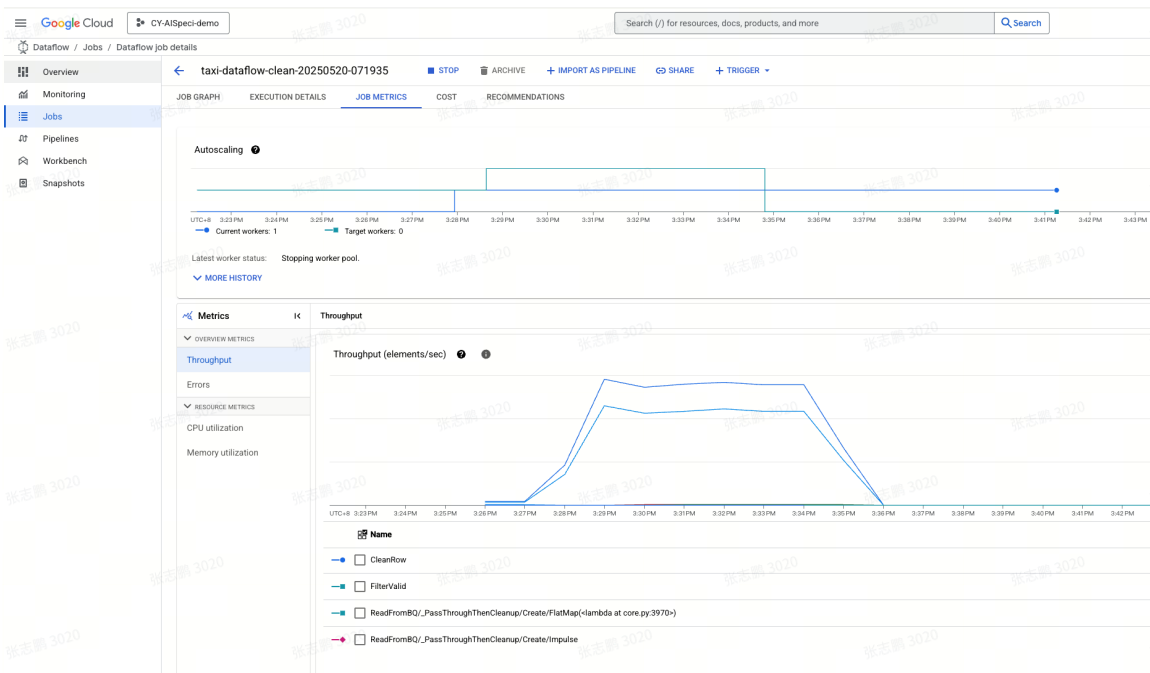 Google Cloud
CY-AISpeci-demo
Search (/) for resources, docs, products, and more
Search
Dataflow / Jobs / Dataflow job details
Overview
Monitoring
Jobs
Pipelines
Workbench
Snapshots
taxi-dataflow-clean-20250520-071935
STOP
ARCHIVE
IMPORT AS PIPELINE
SHARE
TRIGGER
JOB GRAPH
EXECUTION DETAILS
JOB METRICS
COST
RECOMMENDATIONS
Autoscaling
UTC+8 3:23 PM 3:24 PM 3:25 PM 3:26 PM 3:27 PM 3:28 PM 3:29 PM 3:30 PM 3:31 PM 3:32 PM 3:33 PM 3:34 PM 3:35 PM 3:36 PM 3:37 PM 3:38 PM 3:39 PM 3:40 PM 3:41 PM 3:42 PM 3:43 PM
Current workers: 1
Target workers: 0
Latest worker status: Stopping worker pool.
MORE HISTORY
Metrics
OVERVIEW METRICS
Throughput
Errors
RESOURCE METRICS
CPU utilization
Memory utilization
Throughput
Throughput (elements/sec)
UTC+8 3:23 PM 3:24 PM 3:25 PM 3:26 PM 3:27 PM 3:28 PM 3:29 PM 3:30 PM 3:31 PM 3:32 PM 3:33 PM 3:34 PM 3:35 PM 3:36 PM 3:37 PM 3:38 PM 3:39 PM 3:40 PM 3:41 PM 3:42 PM
Name
CleanRow
FilterValid
ReadFromBQ/_PassThroughThenCleanup/Create/FlatMap(<lambda at core.py:3970>)
ReadFromBQ/_PassThroughThenCleanup/Create/Impulse
张志鹏 3020